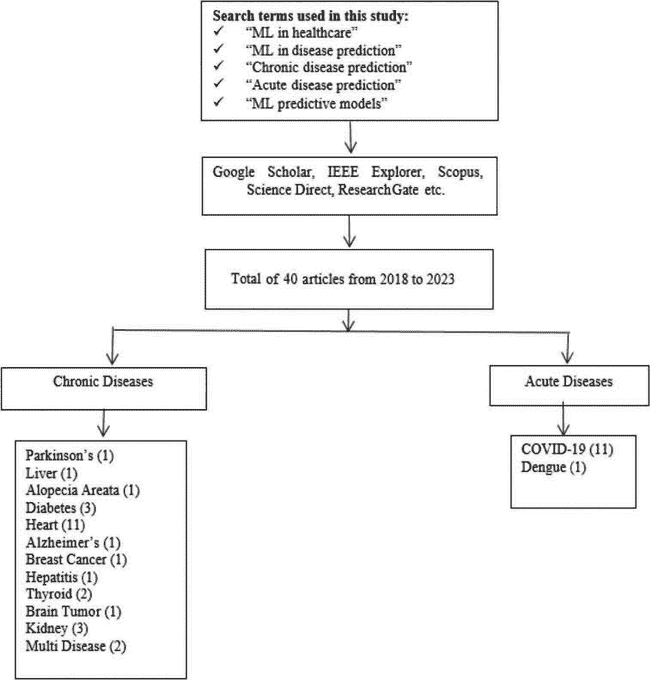 Search terms used in this study:
✓ “ML in healthcare”
✓ “ML in disease prediction”
✓ “Chronic disease prediction”
✓ “Acute disease prediction”
✓ “ML predictive models”
Google Scholar, IEEE Explorer, Scopus,
Science Direct, ResearchGate etc.
Total of 40 articles from 2018 to 2023
Chronic Diseases
Parkinson’s (1)
Liver (1)
Alopecia Areata (1)
Diabetes (3)
Heart (11)
Alzheimer’s (1)
Breast Cancer (1)
Hepatitis (1)
Thyroid (2)
Brain Tumor (1)
Kidney (3)
Multi Disease (2)
Acute Diseases
COVID-19 (11)
Dengue (1)